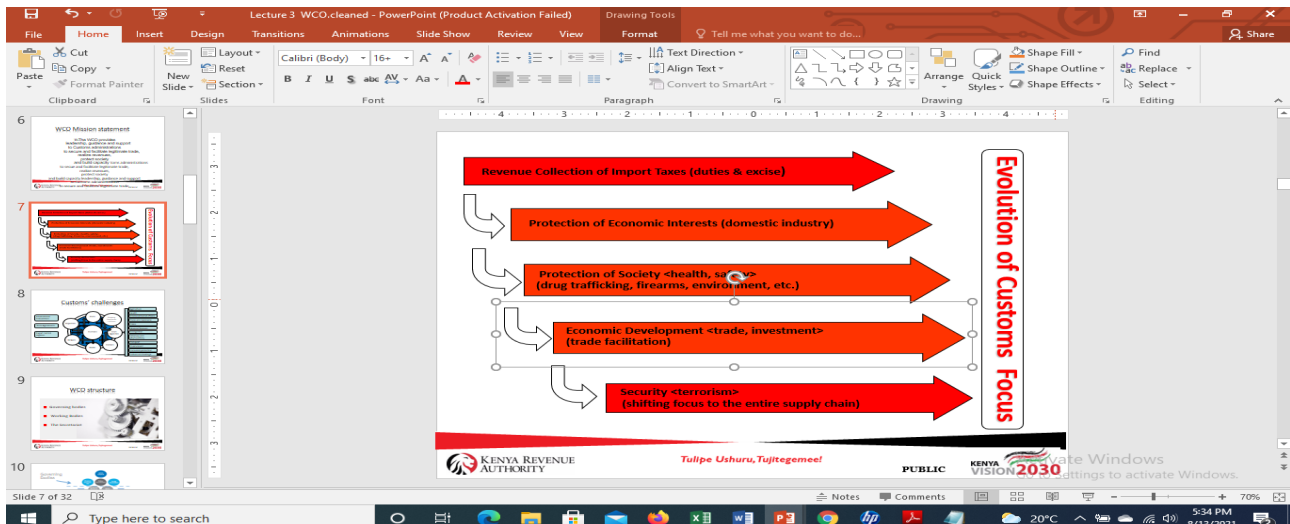 Lecture 3 WCO.cleaned - PowerPoint (Product Activation Failed)
Drawing Tools
File Home Insert Design Transitions Animations Slide Show Review View Format Tell me what you want to do... Share
Paste
Cut
Copy
Format Painter
Clipboard
New Slide
Layout
Reset
Section
Slides
Calibri (Body) 16+
B I U S abc AV Aa A
Font
Text Direction
Align Text
Convert to SmartArt
Paragraph
Arrange
Quick Styles
Shape Fill
Shape Outline
Shape Effects
Drawing
Find
Replace
Select
Editing
6
WCO Mission statement
7
8
Customs' challenges
9
WCO structure
10
Revenue Collection of Import Taxes (duties & excise)
Protection of Economic Interests (domestic industry)
Protection of Society <health,
(drug trafficking, firearms, environment, etc.)
Economic Development <trade, investment>
(trade facilitation)
Security <terrorism>
(shifting focus to the entire supply chain)
Evolution of Customs Focus
KENYA REVENUE
AUTHORITY
Tulipe Ushuru, Tujitegemee!
PUBLIC
KENYA
VISION 2030
Windows
settings to activate Windows.
Slide 7 of 32
Notes
Comments
70%
Type here to search
20°C
5:34 PM
8/13/2021